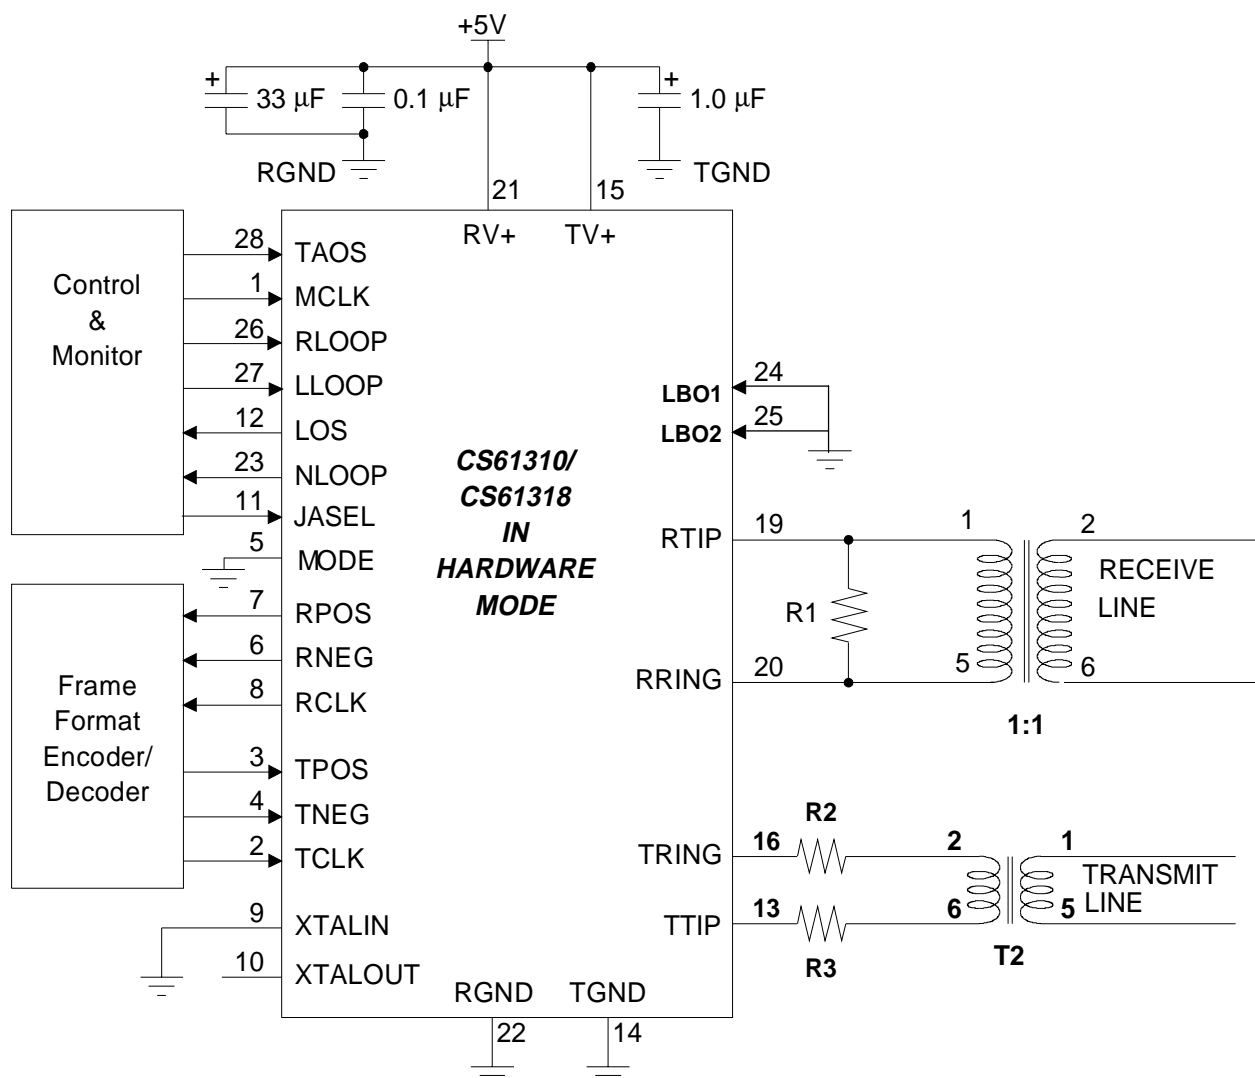 +5V
+
33 µF
0.1 µF
+
1.0 µF
RGND
TGND
21
15
RV+
TV+
Control
&
Monitor
28
TAOS
1
MCLK
26
RLOOP
27
LLOOP
12
LOS
23
NLOOP
11
JASEL
5
MODE
Frame
Format
Encoder/
Decoder
7
RPOS
6
RNEG
8
RCLK
3
TPOS
4
TNEG
2
TCLK
9
XTALIN
10
XTALOUT
CS61310/
CS61318
IN
HARDWARE
MODE
LBO1
24
LBO2
25
RTIP
19
1
2
R1
RECEIVE
LINE
RRING
20
5
6
1:1
R2
TRING
16
2
1
TRANSMIT
LINE
TTIP
13
6
5
R3
T2
RGND
TGND
22
14